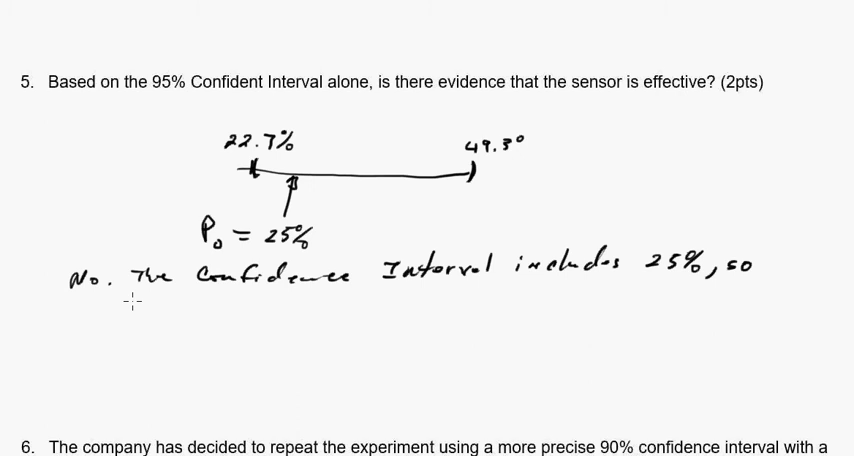 5. Based on the 95% Confident Interval alone, is there evidence that the sensor is effective? (2pts)
22.7% 49.3°
P₀ = 25%
No. The Confidence Interval includes 25%, so
6. The company has decided to repeat the experiment using a more precise 90% confidence interval with a